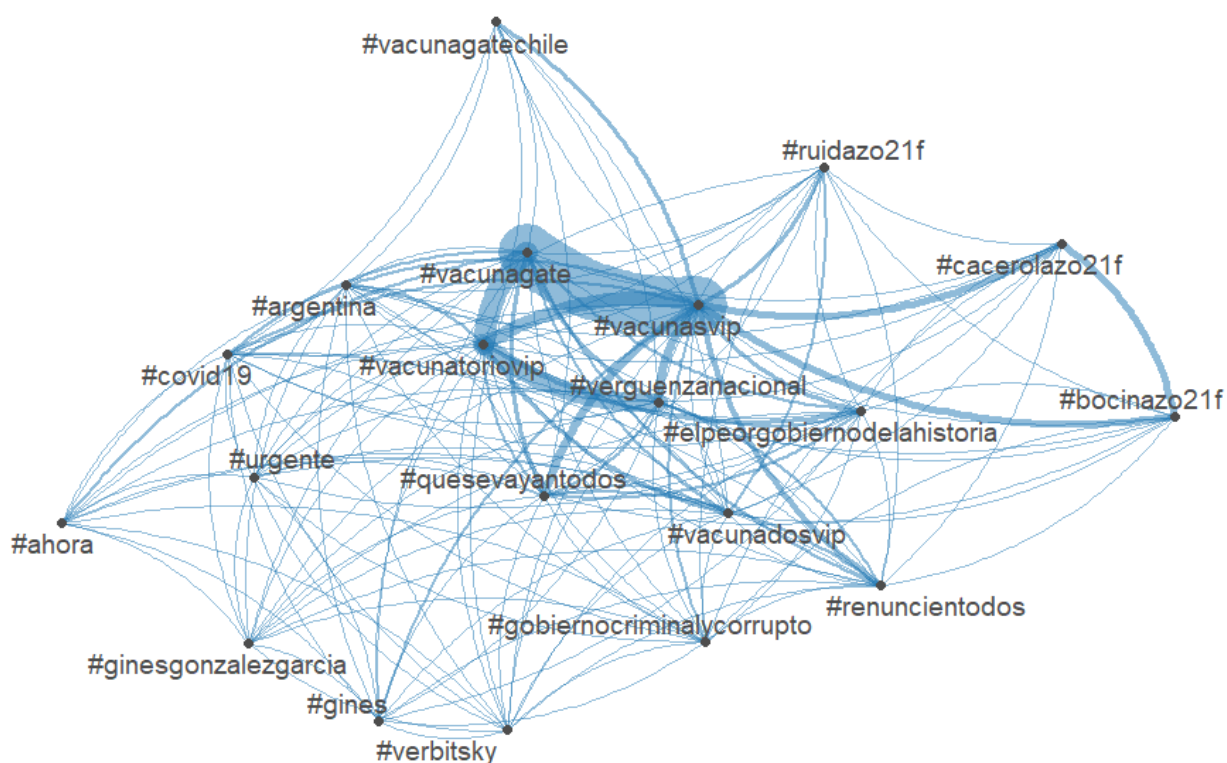 #vacunagatechile
#ruidazo21f
#cacerolazo21f
#vacunagate
#argentina
#vacunasvip
#vacunatoriovip
#covid19
#verguenzanacional
#bocinazo21f
#elpeorgobiernodelahistoria
#urgente
#quesevayantodos
#vacunadosvip
#ahora
#renuncientodos
#gobiernocriminalycorrupto
#ginesgonzalezgarcia
#gines
#verbitsky